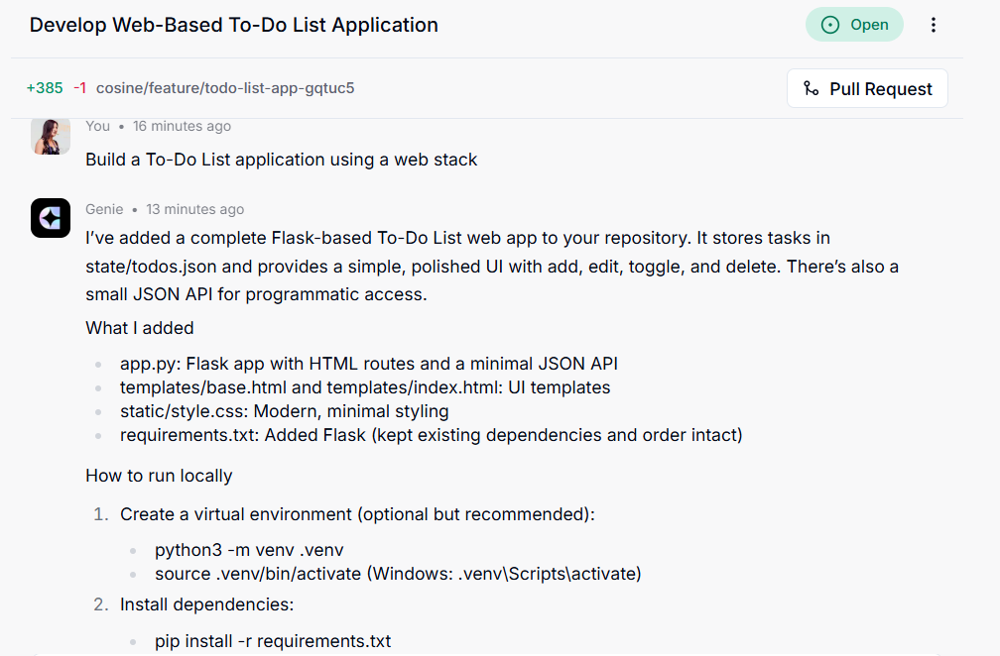 Develop Web-Based To-Do List Application
Open
+385 -1 cosine/feature/todo-list-app-gqtuc5
Pull Request
You • 16 minutes ago
Build a To-Do List application using a web stack
Genie • 13 minutes ago
I’ve added a complete Flask-based To-Do List web app to your repository. It stores tasks in
state/todos.json and provides a simple, polished UI with add, edit, toggle, and delete. There’s also a
small JSON API for programmatic access.
What I added
app.py: Flask app with HTML routes and a minimal JSON API
templates/base.html and templates/index.html: UI templates
static/style.css: Modern, minimal styling
requirements.txt: Added Flask (kept existing dependencies and order intact)
How to run locally
1. Create a virtual environment (optional but recommended):
python3 -m venv .venv
source .venv/bin/activate (Windows: .venv\Scripts\activate)
2. Install dependencies:
pip install -r requirements.txt